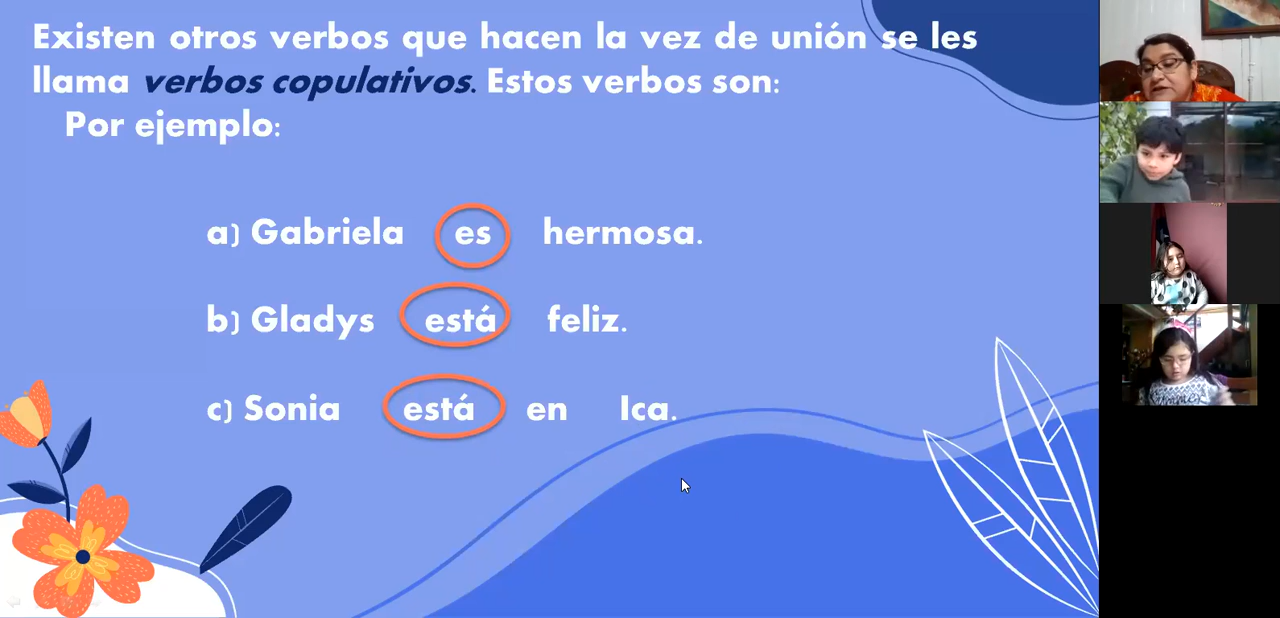 Existen otros verbos que hacen la vez de unión se les
llama verbos copulativos. Estos verbos son:
Por ejemplo:
a) Gabriela es hermosa.
b) Gladys está feliz.
c) Sonia está en Ica.